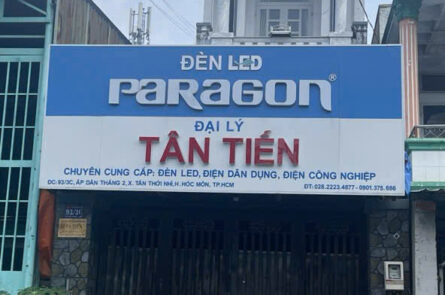 ĐÈN LED
PARAGON®
ĐẠI LÝ
TÂN TIẾN
CHUYÊN CUNG CẤP: ĐÈN LED, ĐIỆN DÂN DỤNG, ĐIỆN CÔNG NGHIỆP
ĐC: 93/3C, ẤP DÂN THẮNG 2, X. TÂN THỚI NHÌ, H. HÓC MÔN, TP.HCM
ĐT: 028.2223.4877 - 0901.375.686